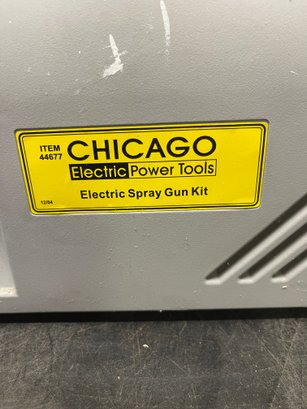 ITEM
44677
CHICAGO
Electric Power Tools
Electric Spray Gun Kit
12/04